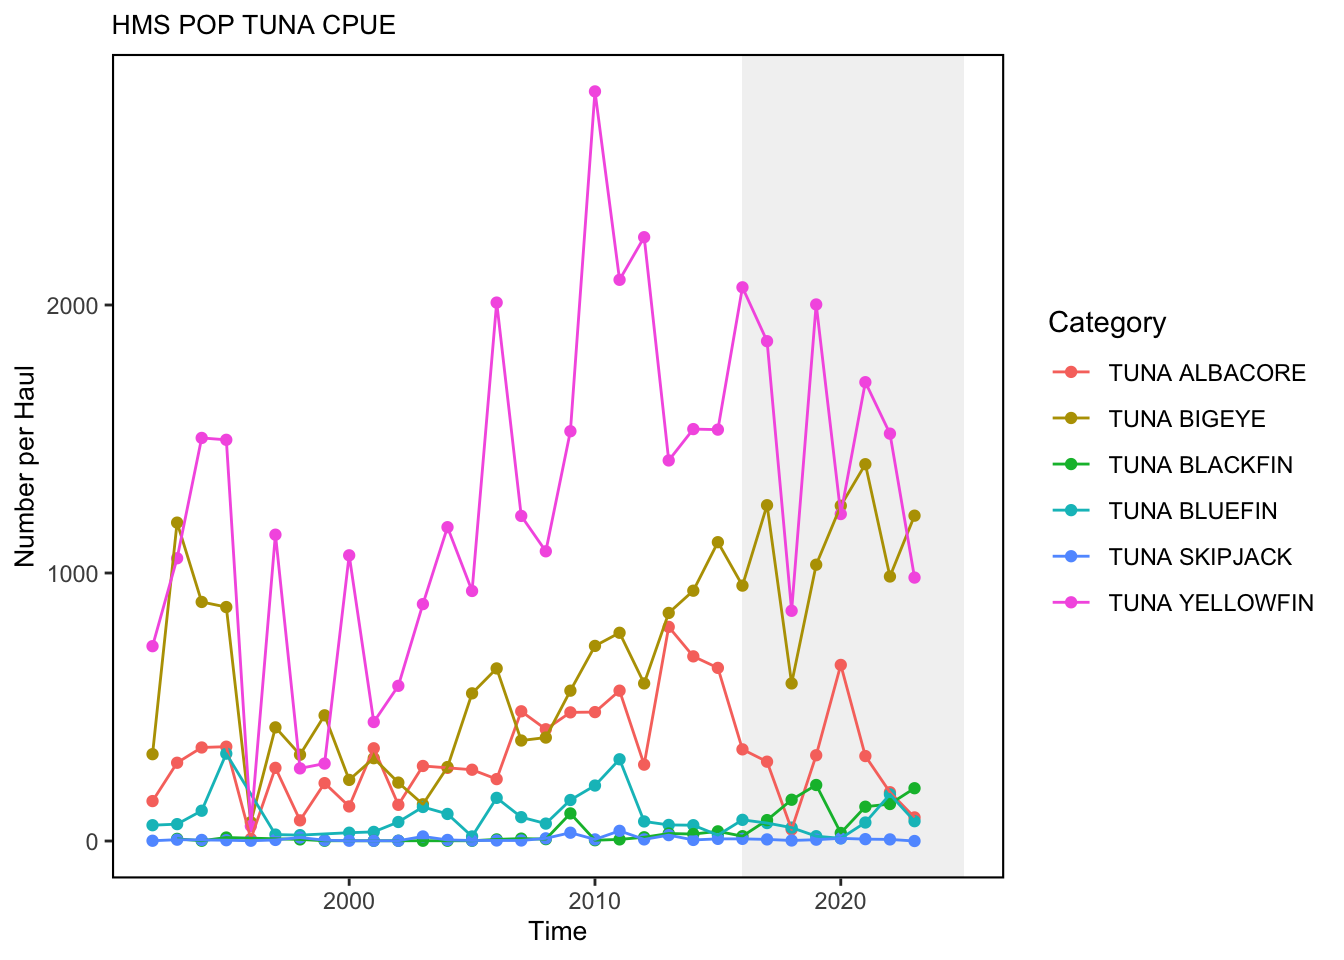 HMS POP TUNA CPUE
Number per Haul
2000
1000
0
2000
2010
2020
Time
Category
TUNA ALBACORE
TUNA BIGEYE
TUNA BLACKFIN
TUNA BLUEFIN
TUNA SKIPJACK
TUNA YELLOWFIN